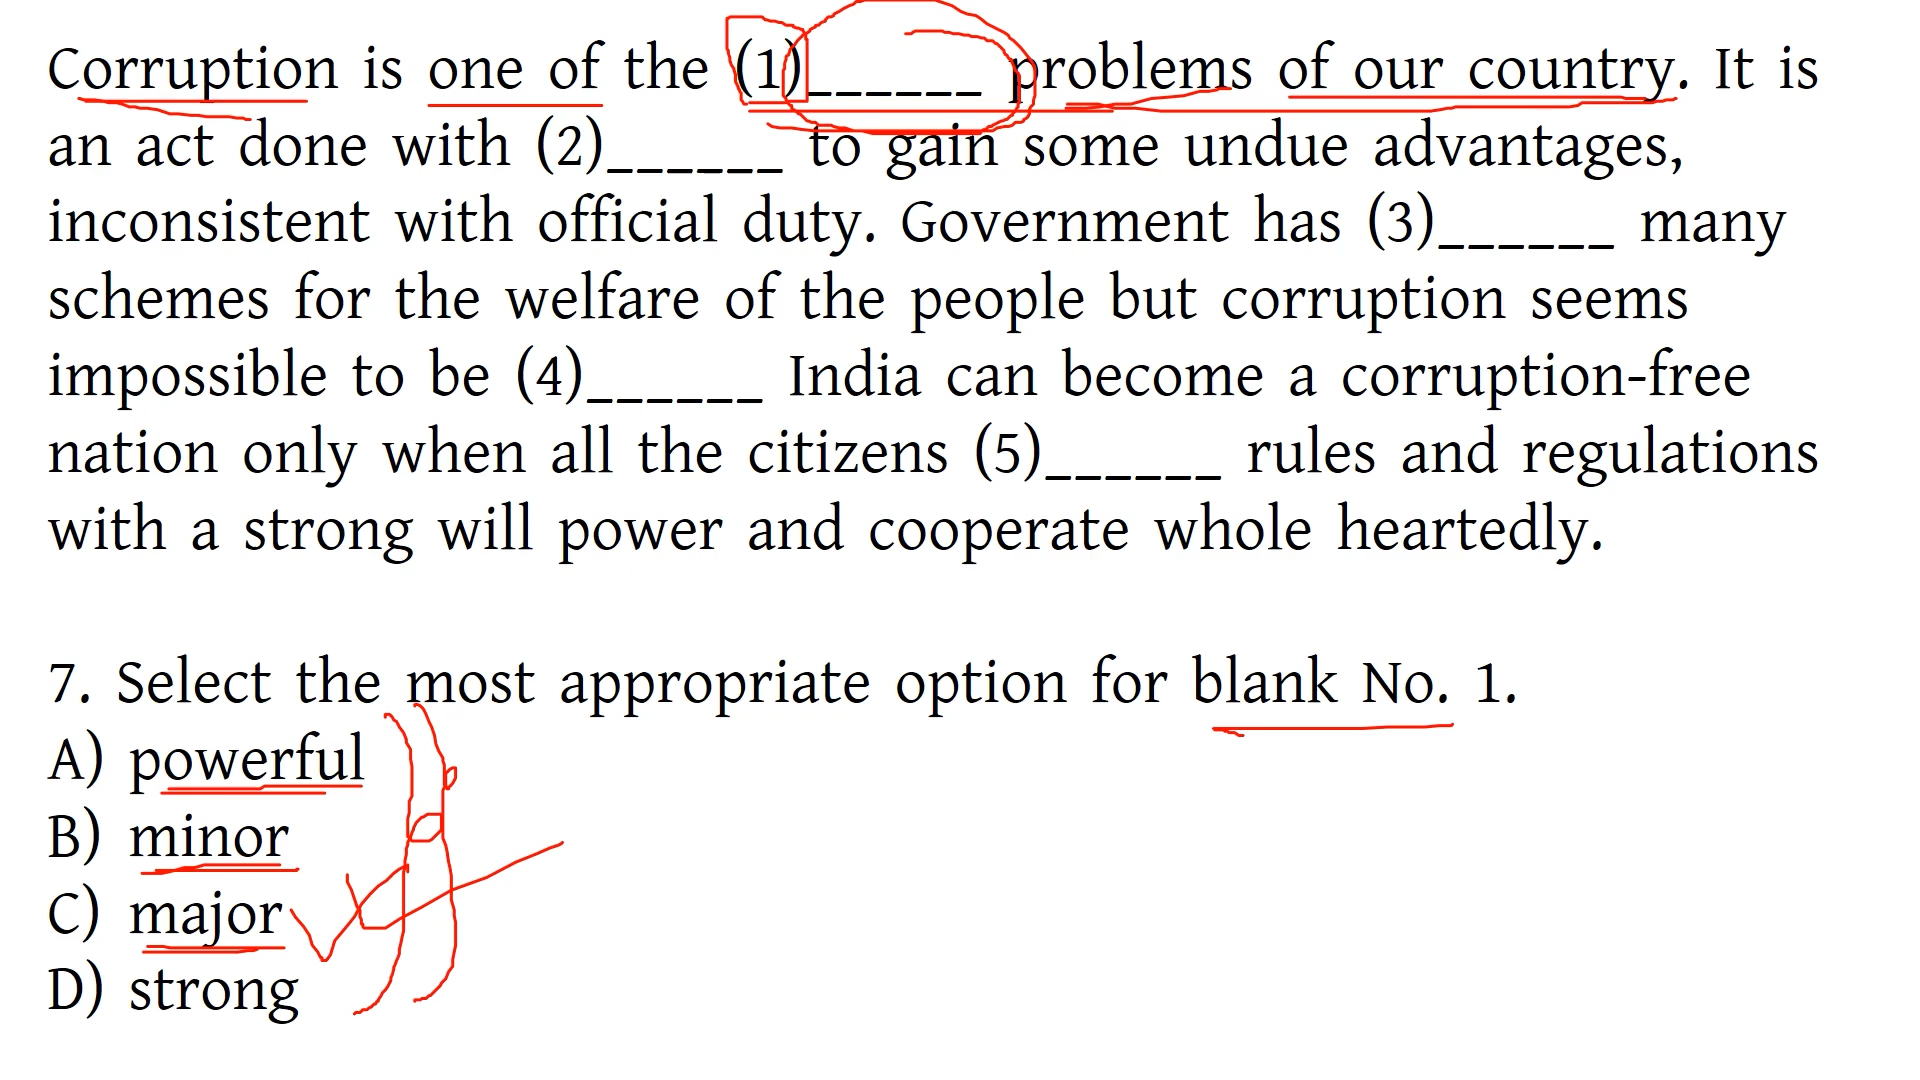 Corruption is one of the (1)______ problems of our country. It is
an act done with (2)______ to gain some undue advantages,
inconsistent with official duty. Government has (3)______ many
schemes for the welfare of the people but corruption seems
impossible to be (4)______ India can become a corruption-free
nation only when all the citizens (5)______ rules and regulations
with a strong will power and cooperate whole heartedly.
7. Select the most appropriate option for blank No. 1.
A) powerful
B) minor
C) major
D) strong